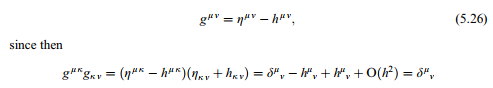 g^{μν} = η^{μν} − h^{μν}, (5.26)
since then
g^{μκ}g_{κν} = (η^{μκ} − h^{μκ})(η_{κν} + h_{κν}) = δ^μ_ν − h^μ_ν + h^μ_ν + O(h²) = δ^μ_ν